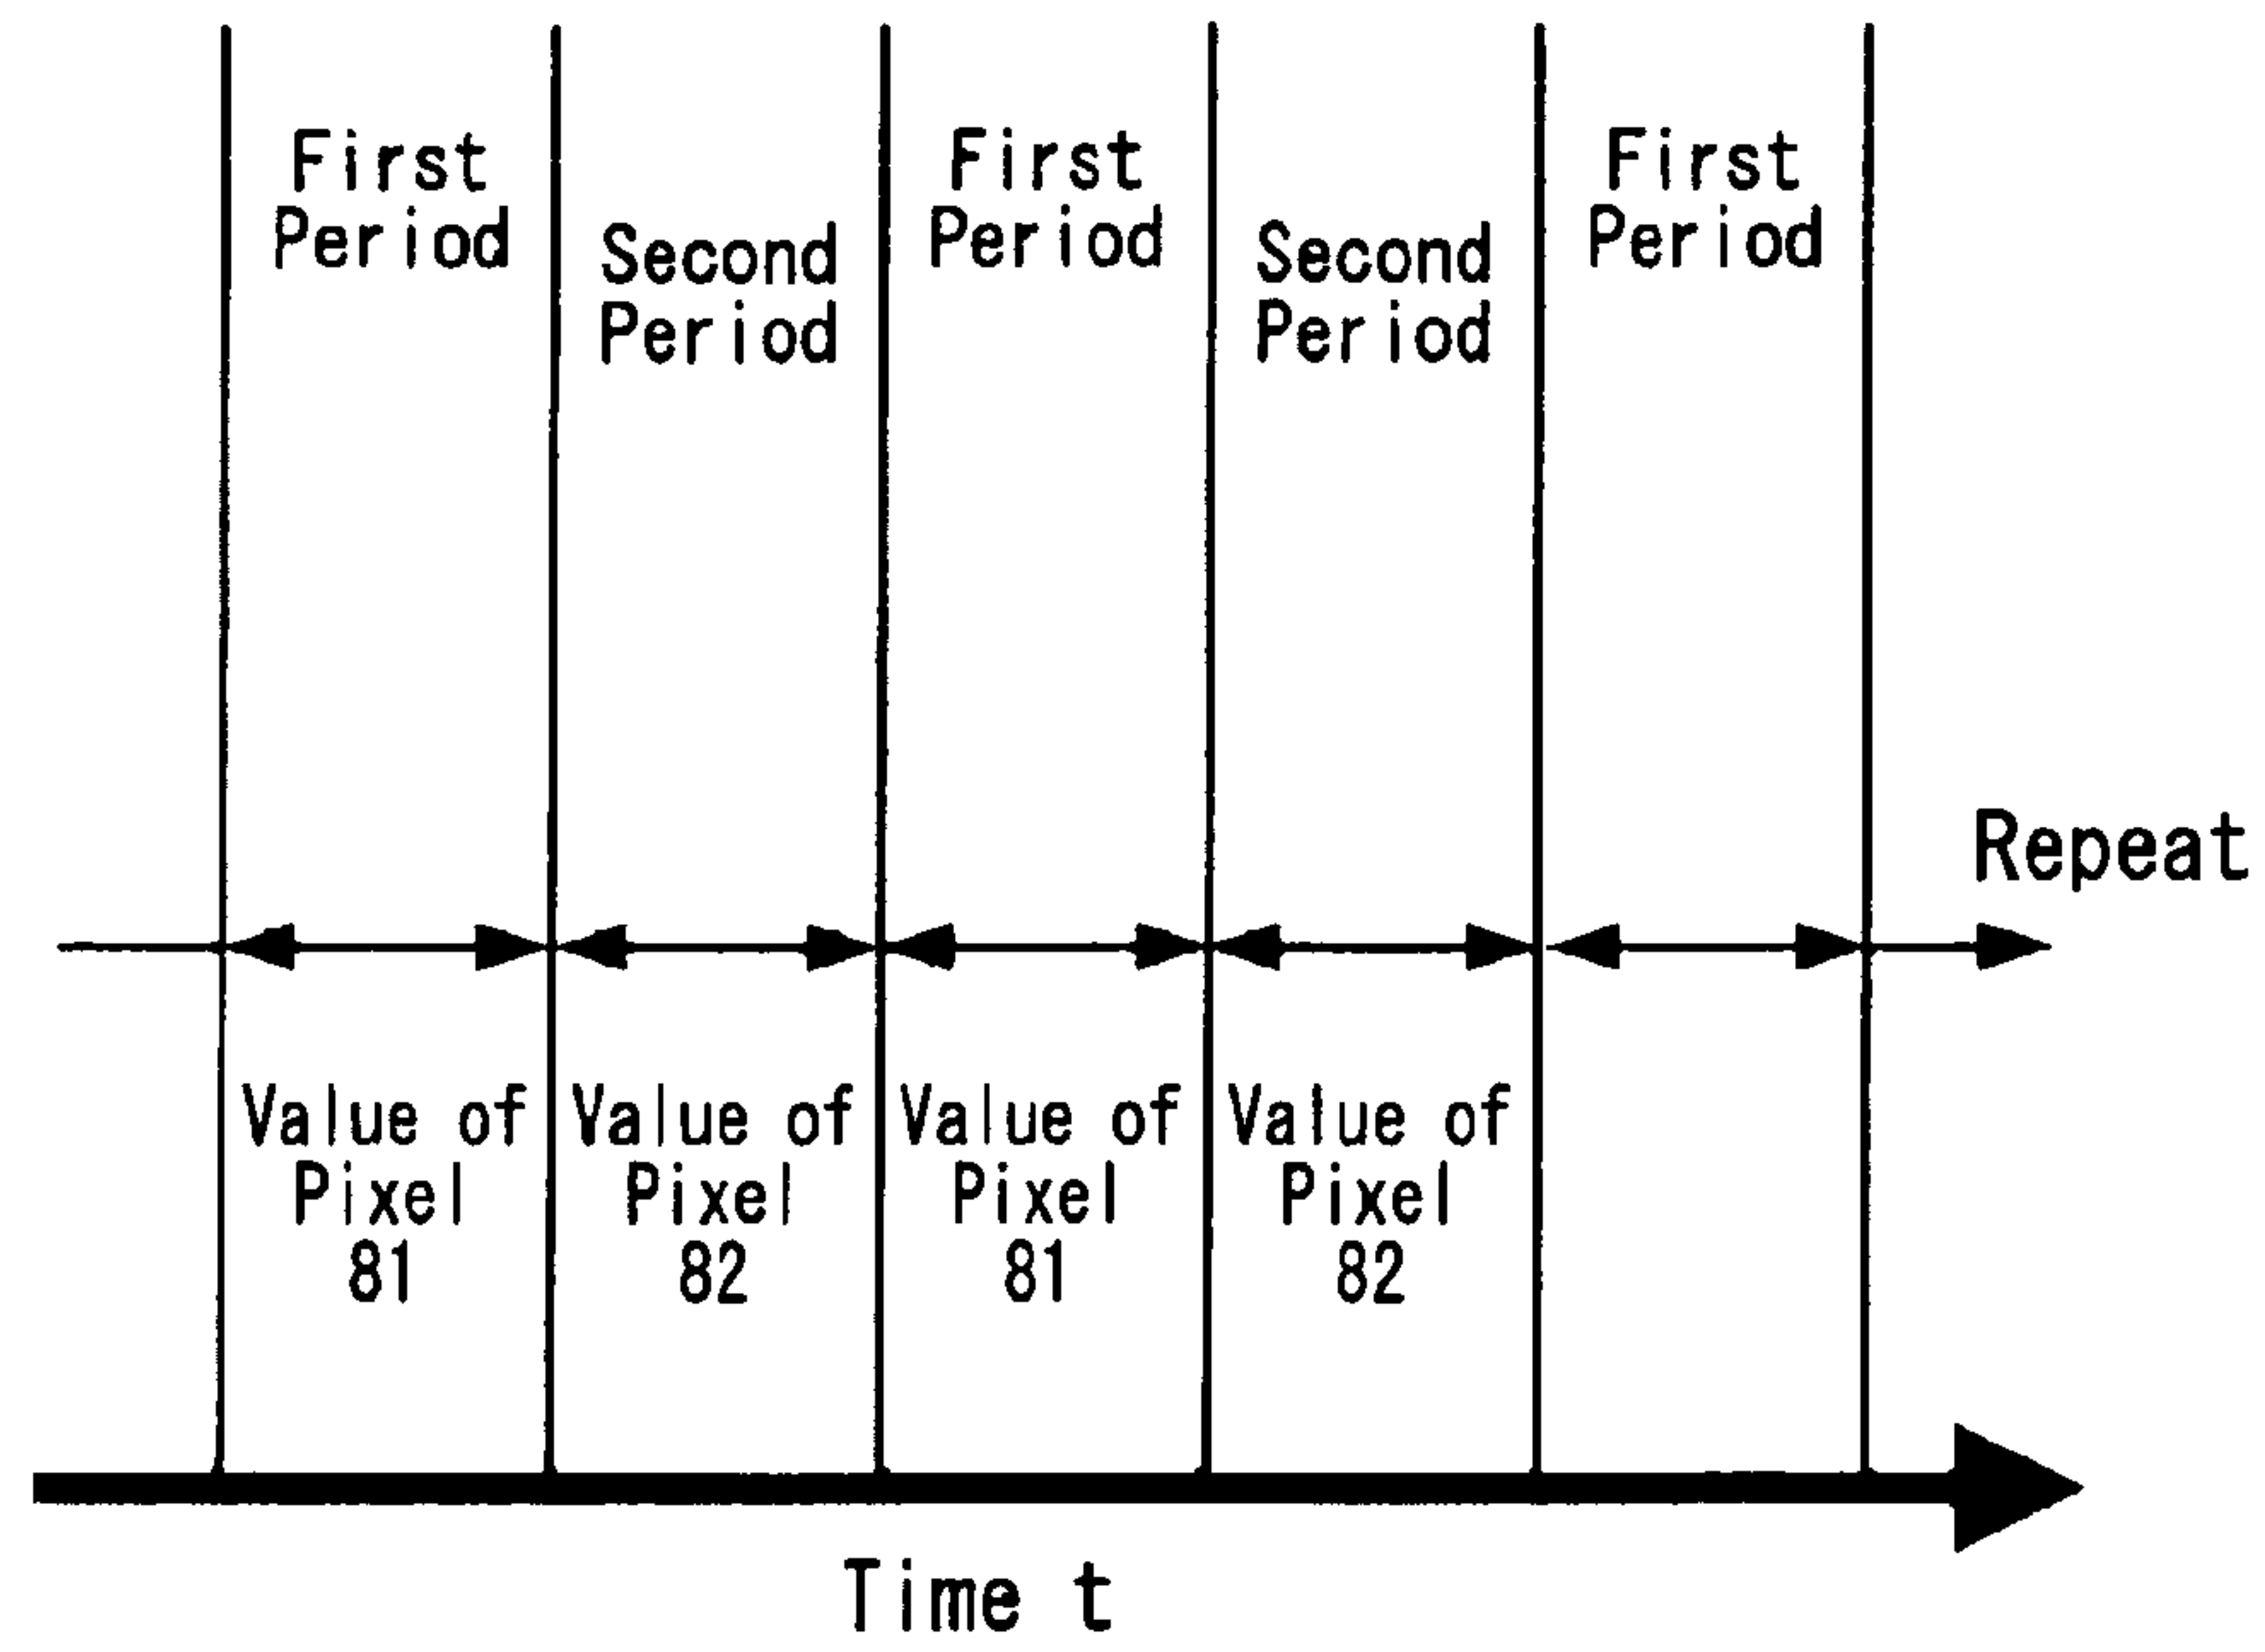 First
Period
Second
Period
First
Period
Second
Period
First
Period
Repeat
Value of
Pixel
81
Value of
Pixel
82
Value of
Pixel
81
Value of
Pixel
82
Time t